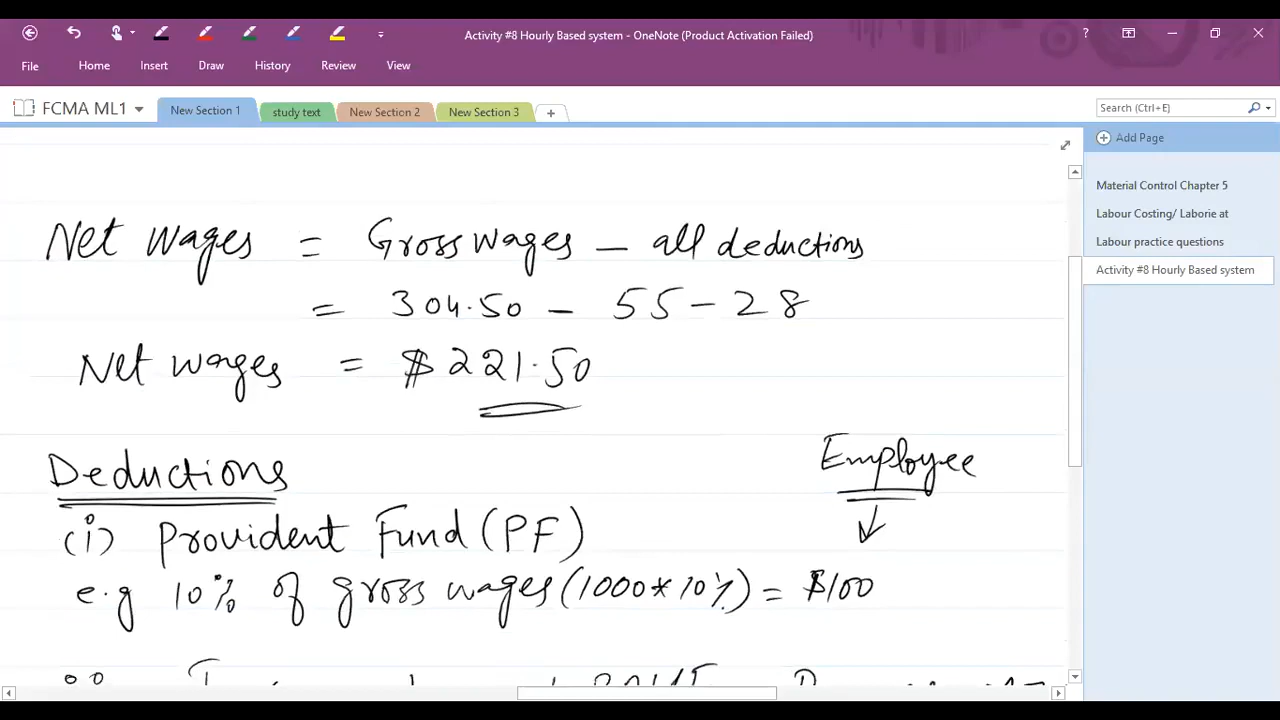 Activity #8 Hourly Based system - OneNote (Product Activation Failed)
?
File Home Insert Draw History Review View
FCMA ML1 New Section 1 study text New Section 2 New Section 3
Search (Ctrl+E)
Add Page
Material Control Chapter 5
Labour Costing/ Laborie at
Labour practice questions
Activity #8 Hourly Based system
Net wages = Gross wages - all deductions
= 304.50 - 55 - 28
Net wages = $221.50
Deductions
Employee
(i) Provident Fund (PF)
e.g 10% of gross wages (1000*10%) = $100